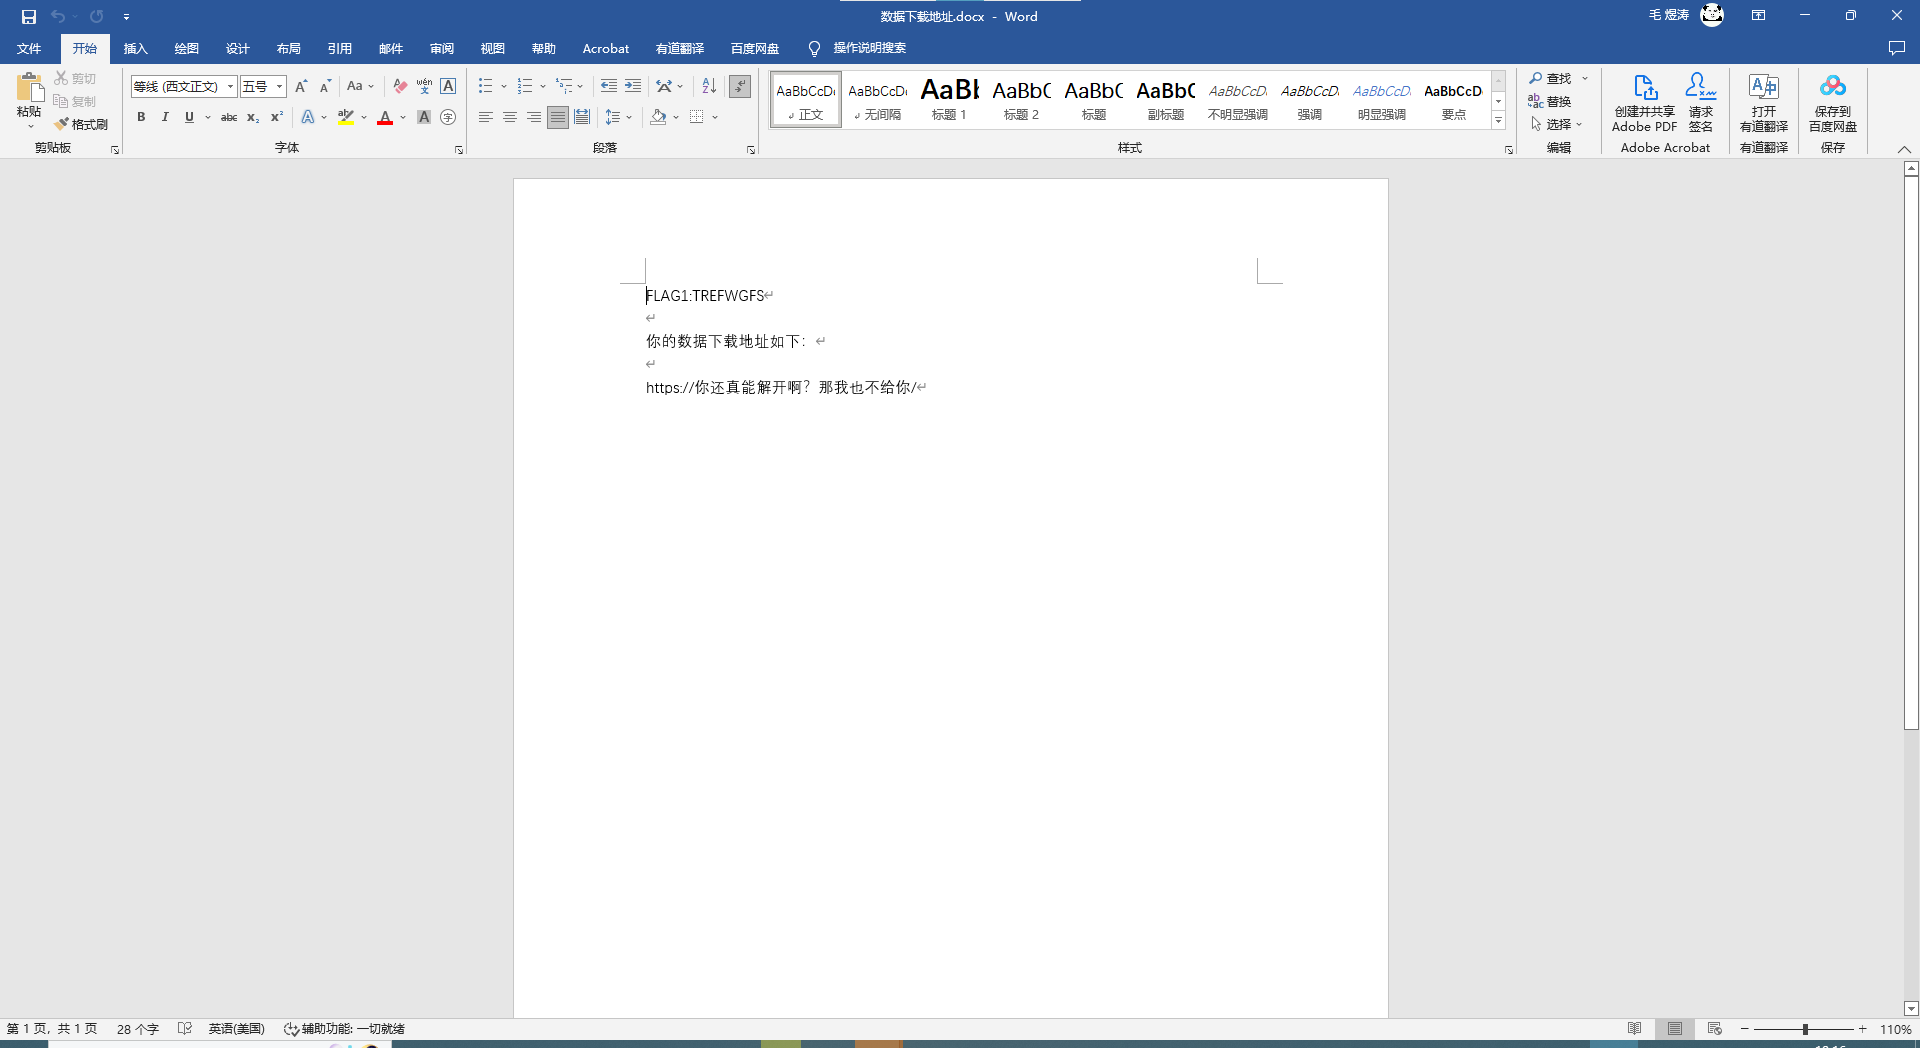 数据下载地址.docx - Word
毛 煜涛
文件 开始 插入 绘图 设计 布局 引用 邮件 审阅 视图 帮助 Acrobat 有道翻译 百度网盘 操作说明搜索
粘贴
剪切
复制
格式刷
剪贴板
等线 (西文正文) 五号
字体
段落
AaBbCcDı AaBbCcDı AaBl AaBbC AaBbC AaBbC AaBbCcD. AaBbCcD. AaBbCcD. AaBbCcD
正文 无间隔 标题 1 标题 2 标题 副标题 不明显强调 强调 明显强调 要点
样式
查找
替换
选择
编辑
创建并共享 Adobe PDF
请求签名
Adobe Acrobat
打开有道翻译
有道翻译
保存到百度网盘
保存
FLAG1:TREFWGFS
你的数据下载地址如下：
https://你还真能解开啊？那我也不给你/
第 1 页，共 1 页 28 个字 英语(美国) 辅助功能: 一切就绪 110%